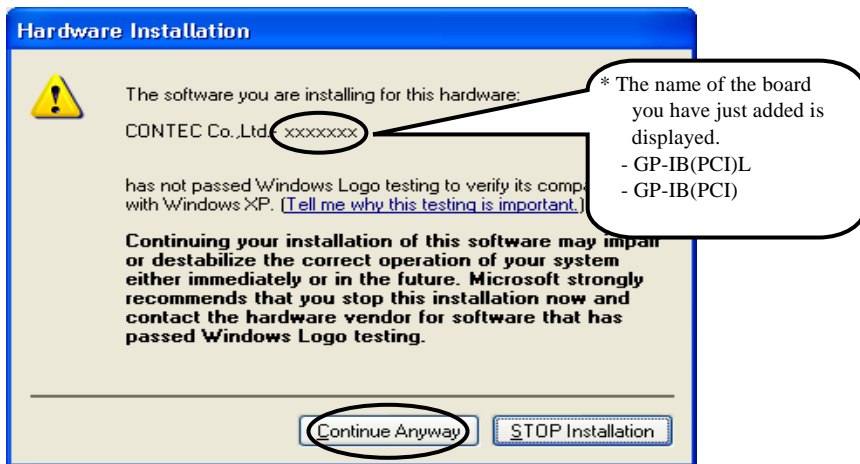 Hardware Installation
The software you are installing for this hardware:
CONTEC Co.,Ltd.- xxxxxxx
has not passed Windows Logo testing to verify its
with Windows XP. (Tell me why this testing is important.)
Continuing your installation of this software may impair
or destabilize the correct operation of your system
either immediately or in the future. Microsoft strongly
recommends that you stop this installation now and
contact the hardware vendor for software that has
passed Windows Logo testing.
Continue Anyway
STOP Installation
* The name of the board
you have just added is
displayed.
- GP-IB(PCI)L
- GP-IB(PCI)